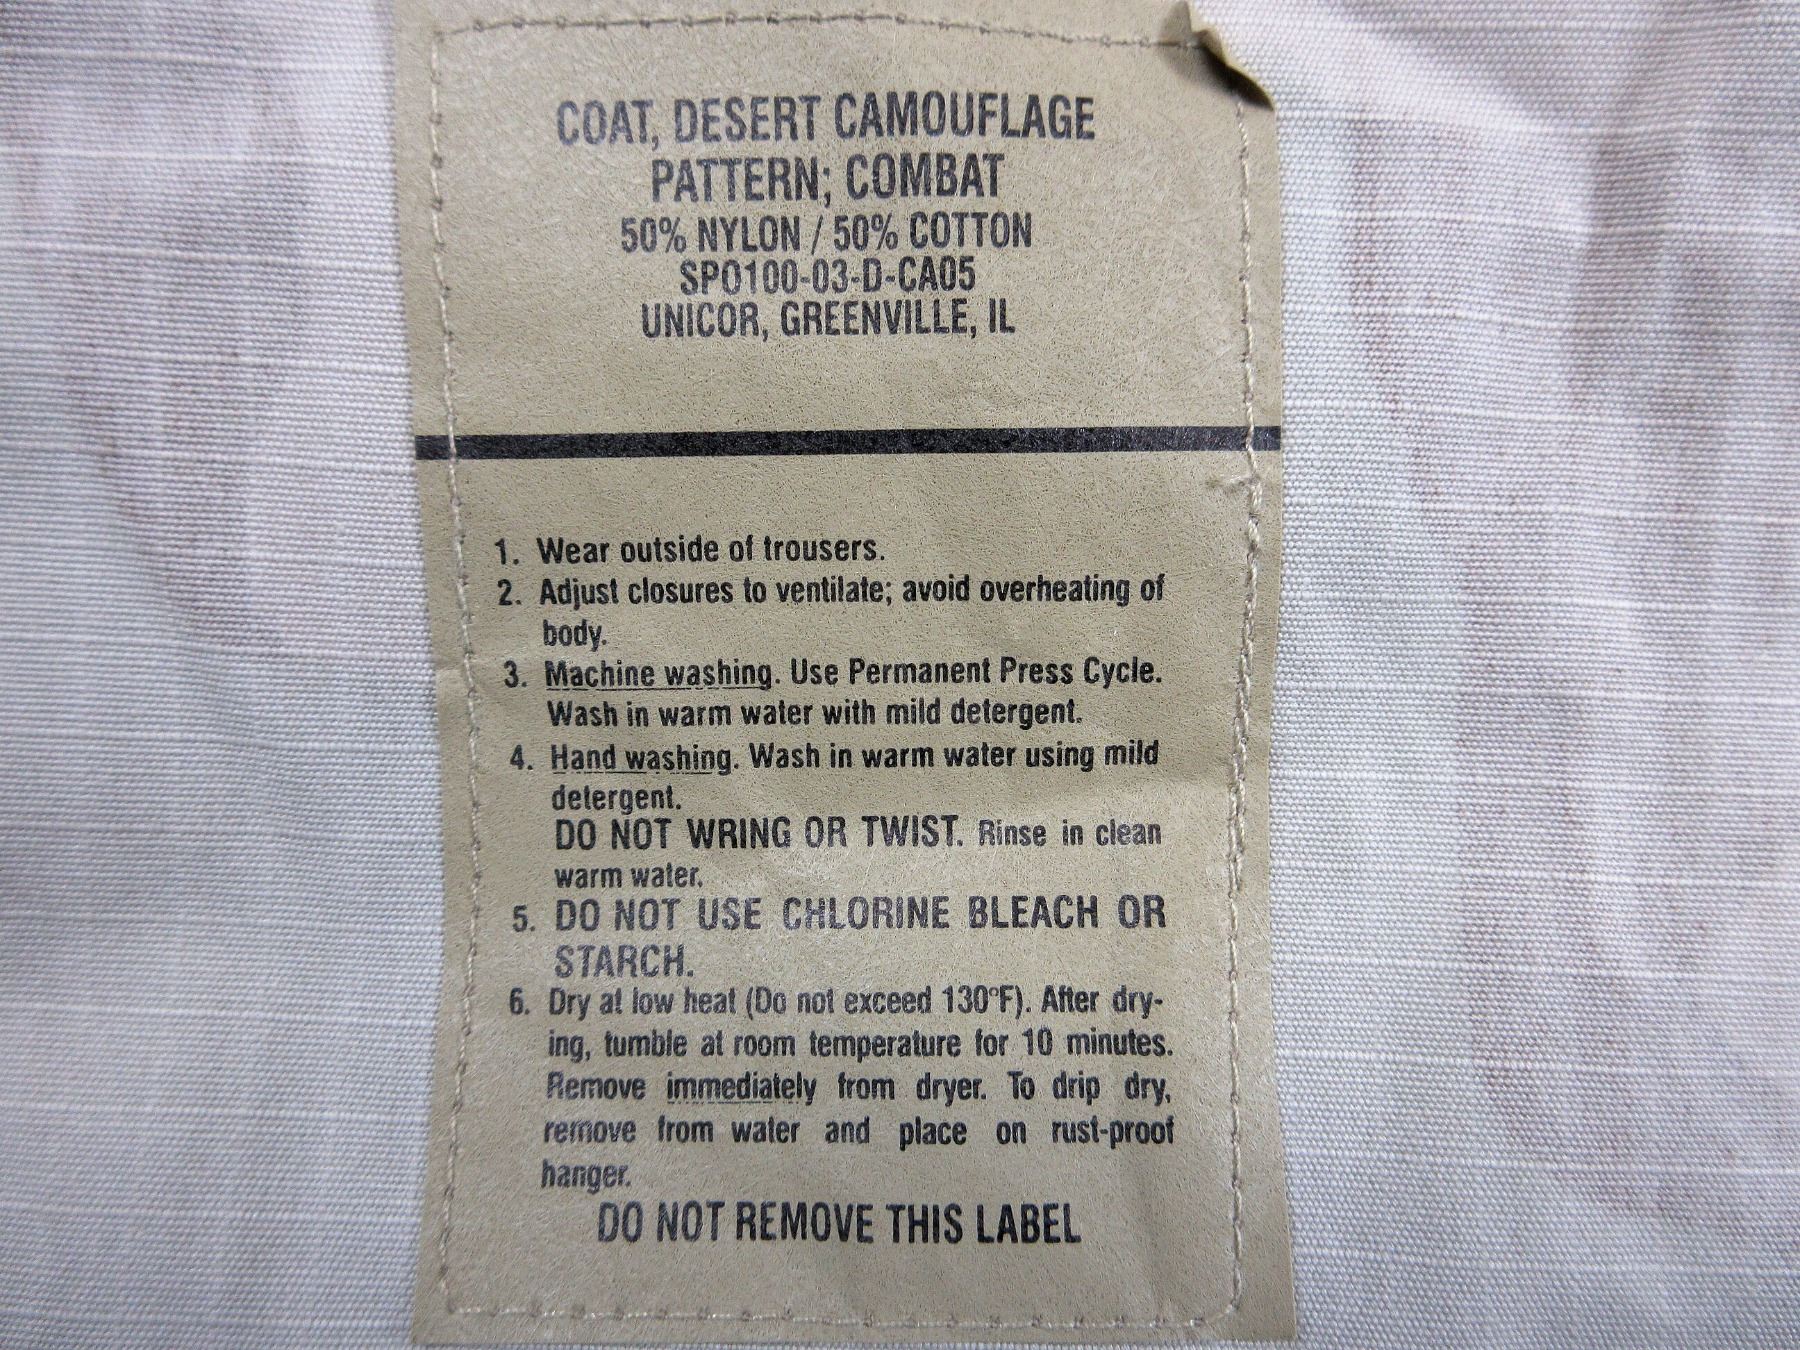 COAT, DESERT CAMOUFLAGE
PATTERN; COMBAT
50% NYLON / 50% COTTON
SPO100-03-D-CA05
UNICOR, GREENVILLE, IL
1. Wear outside of trousers.
2. Adjust closures to ventilate; avoid overheating of
body.
3. Machine washing. Use Permanent Press Cycle.
Wash in warm water with mild detergent.
4. Hand washing. Wash in warm water using mild
detergent.
DO NOT WRING OR TWIST. Rinse in clean
warm water.
5. DO NOT USE CHLORINE BLEACH OR
STARCH.
6. Dry at low heat (Do not exceed 130°F). After dry-
ing, tumble at room temperature for 10 minutes.
Remove immediately from dryer. To drip dry,
remove from water and place on rust-proof
hanger.
DO NOT REMOVE THIS LABEL